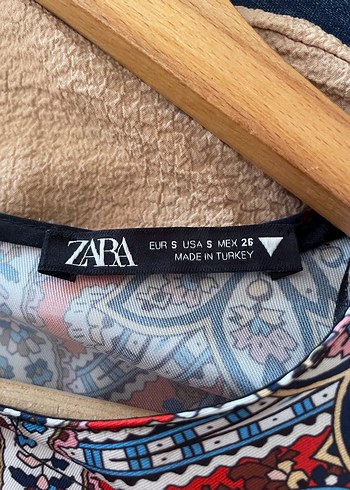 ZARA
EUR S USA S MEX 26
MADE IN TURKEY